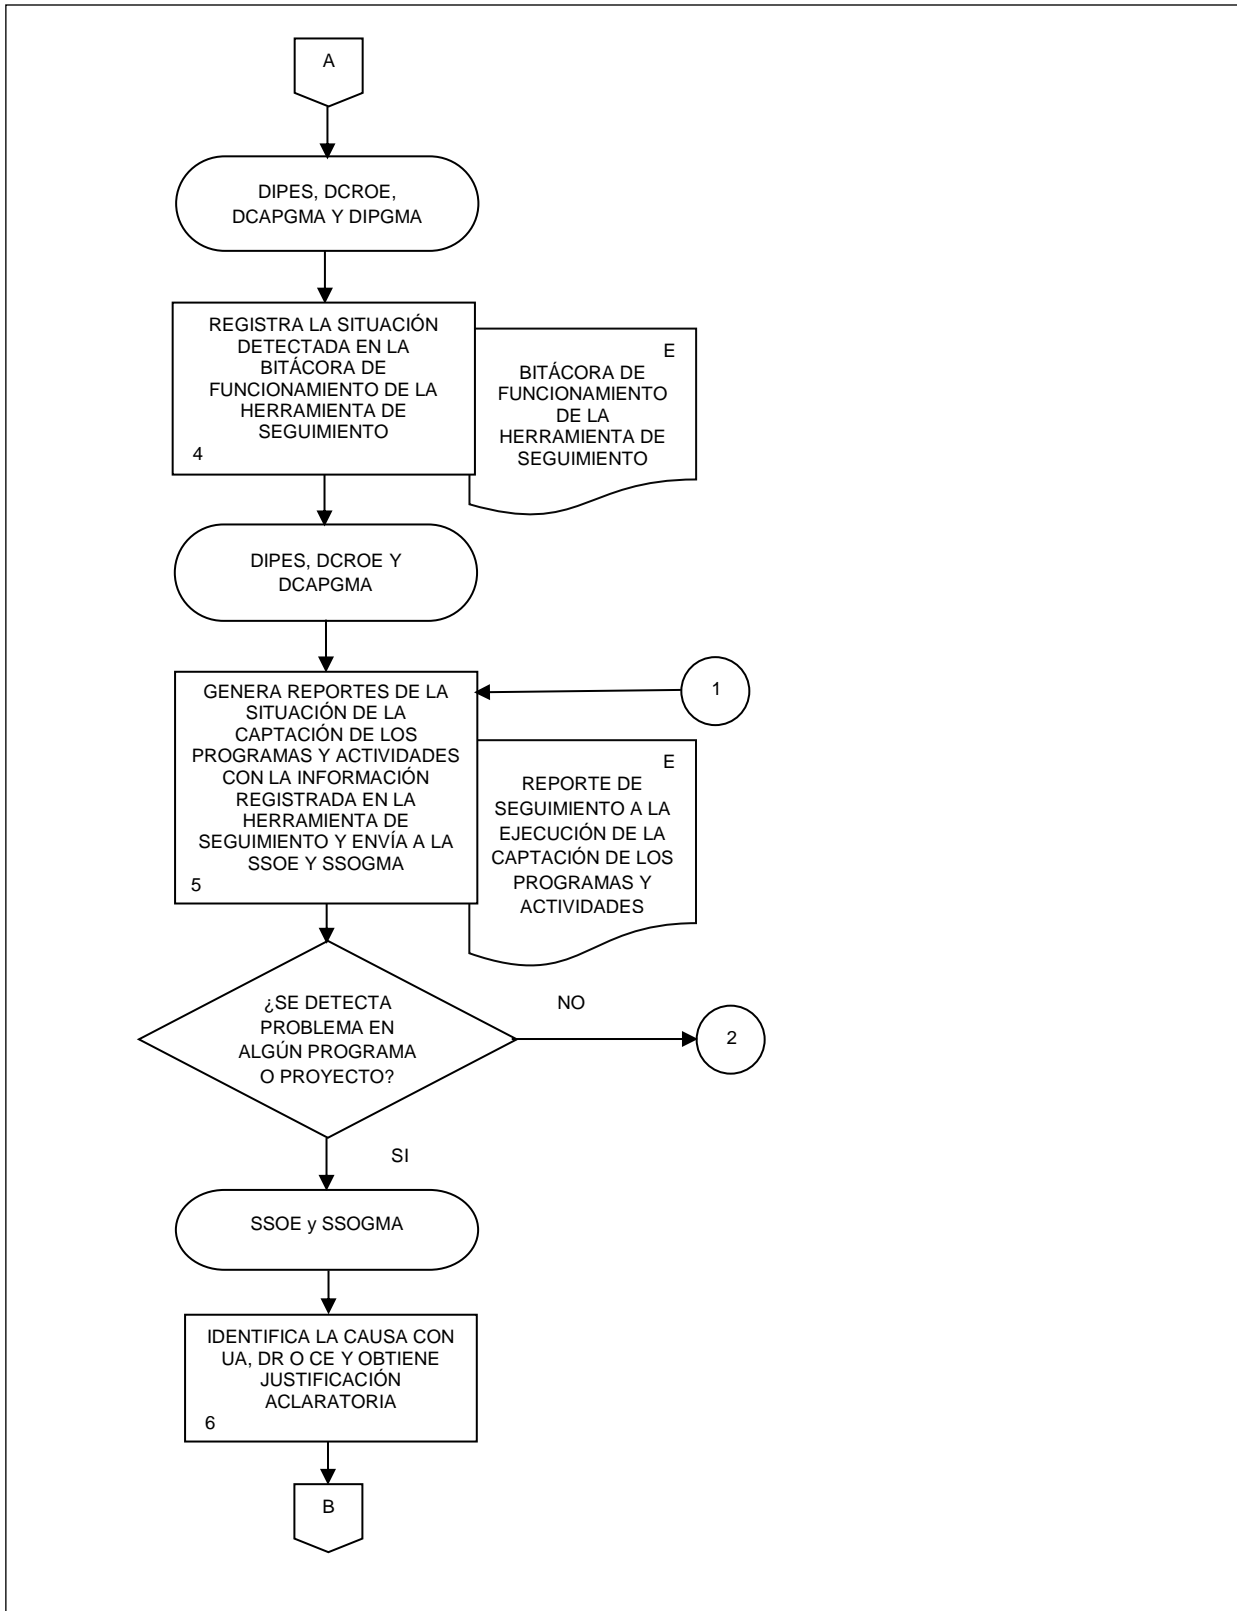 A
DIPES, DCROE,
DCAPGMA Y DIPGMA
REGISTRA LA SITUACIÓN
DETECTADA EN LA
BITÁCORA DE
FUNCIONAMIENTO DE LA
HERRAMIENTA DE
SEGUIMIENTO
4
E
BITÁCORA DE
FUNCIONAMIENTO
DE LA
HERRAMIENTA DE
SEGUIMIENTO
DIPES, DCROE Y
DCAPGMA
GENERA REPORTES DE LA
SITUACIÓN DE LA
CAPTACIÓN DE LOS
PROGRAMAS Y ACTIVIDADES
CON LA INFORMACIÓN
REGISTRADA EN LA
HERRAMIENTA DE
SEGUIMIENTO Y ENVÍA A LA
SSOE Y SSOGMA
5
1
E
REPORTE DE
SEGUIMIENTO A LA
EJECUCIÓN DE LA
CAPTACIÓN DE LOS
PROGRAMAS Y
ACTIVIDADES
¿SE DETECTA
PROBLEMA EN
ALGÚN PROGRAMA
O PROYECTO?
NO
2
SI
SSOE y SSOGMA
IDENTIFICA LA CAUSA CON
UA, DR O CE Y OBTIENE
JUSTIFICACIÓN
ACLARATORIA
6
B